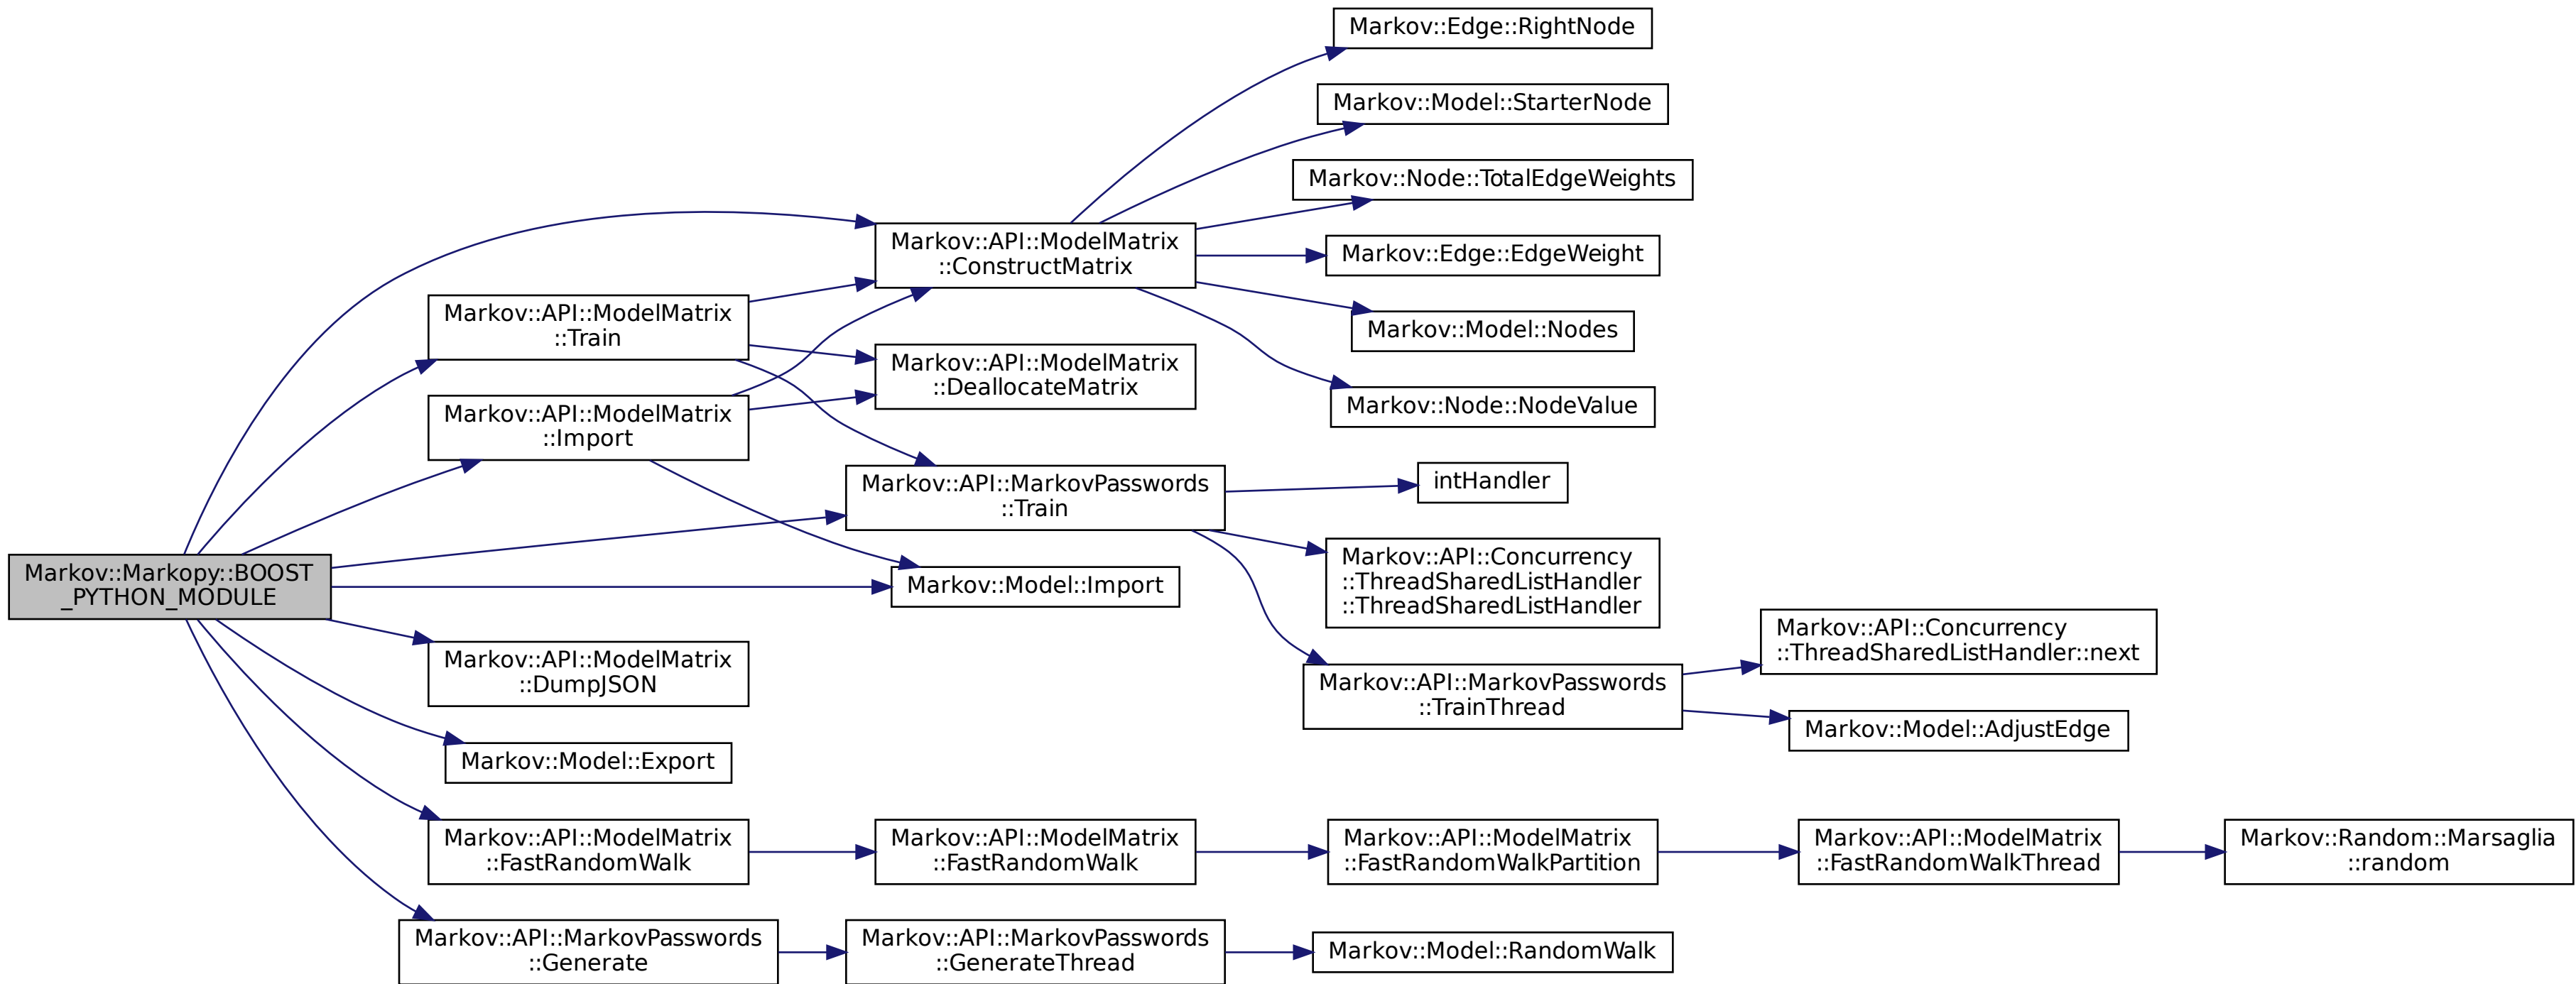 Markov::Edge::RightNode
Markov::Model::StarterNode
Markov::Node::TotalEdgeWeights
Markov::API::ModelMatrix
::ConstructMatrix
Markov::Edge::EdgeWeight
Markov::API::ModelMatrix
::Train
Markov::Model::Nodes
Markov::API::ModelMatrix
::DeallocateMatrix
Markov::API::ModelMatrix
::Import
Markov::Node::NodeValue
Markov::API::MarkovPasswords
::Train
intHandler
Markov::Markopy::BOOST
_PYTHON_MODULE
Markov::Model::Import
Markov::API::Concurrency
::ThreadSharedListHandler
::ThreadSharedListHandler
Markov::API::Concurrency
::ThreadSharedListHandler::next
Markov::API::ModelMatrix
::DumpJSON
Markov::API::MarkovPasswords
::TrainThread
Markov::Model::AdjustEdge
Markov::Model::Export
Markov::API::ModelMatrix
::FastRandomWalk
Markov::API::ModelMatrix
::FastRandomWalk
Markov::API::ModelMatrix
::FastRandomWalkPartition
Markov::API::ModelMatrix
::FastRandomWalkThread
Markov::Random::Marsaglia
::random
Markov::API::MarkovPasswords
::Generate
Markov::API::MarkovPasswords
::GenerateThread
Markov::Model::RandomWalk